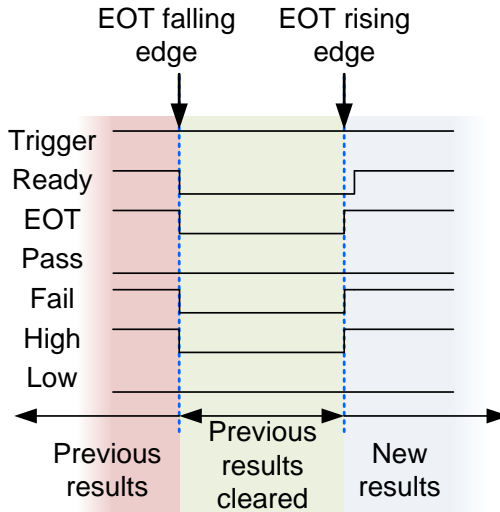 EOT falling
edge
EOT rising
edge
Trigger
Ready
EOT
Pass
Fail
High
Low
Previous
results
Previous
results
cleared
New
results